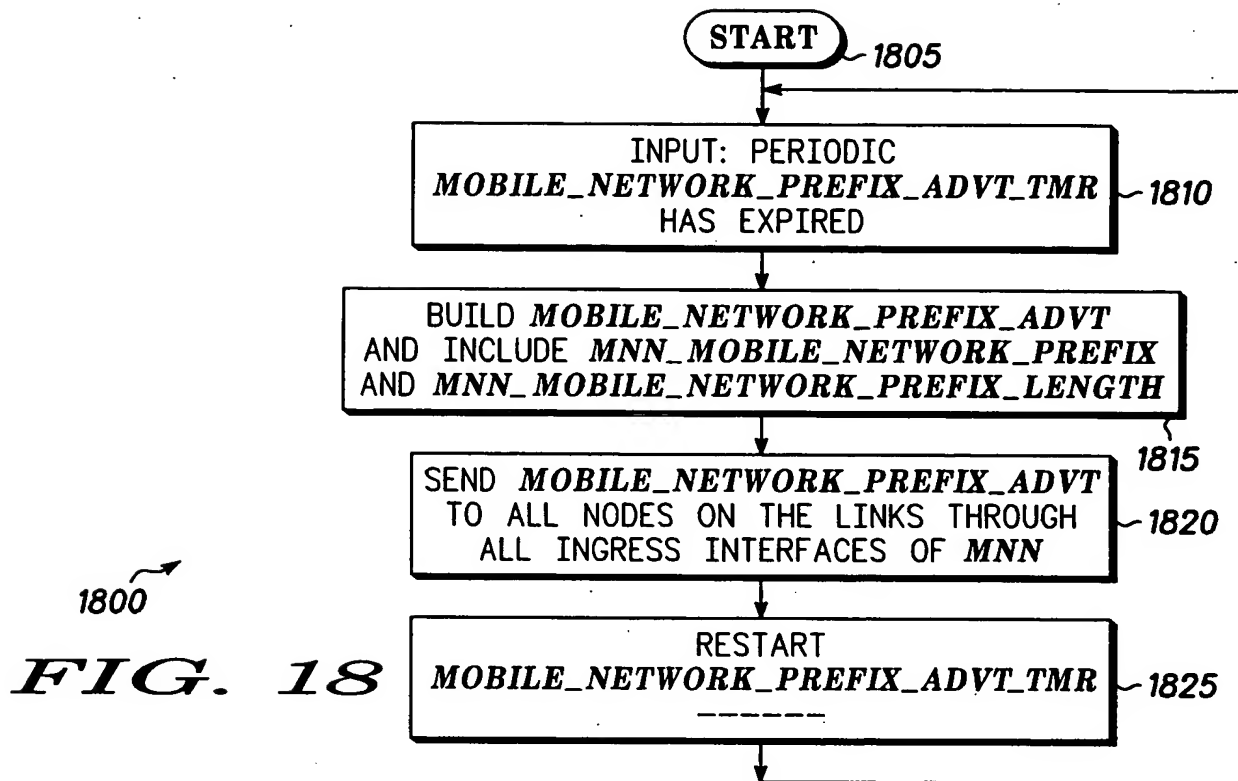 START
1805
INPUT: PERIODIC
MOBILE_NETWORK_PREFIX_ADVT_TMR
HAS EXPIRED
1810
BUILD MOBILE_NETWORK_PREFIX_ADVT
AND INCLUDE MNN_MOBILE_NETWORK_PREFIX
AND MNN_MOBILE_NETWORK_PREFIX_LENGTH
1815
SEND MOBILE_NETWORK_PREFIX_ADVT
TO ALL NODES ON THE LINKS THROUGH
ALL INGRESS INTERFACES OF MNN
1820
1800
RESTART
MOBILE_NETWORK_PREFIX_ADVT_TMR
------
1825
FIG. 18